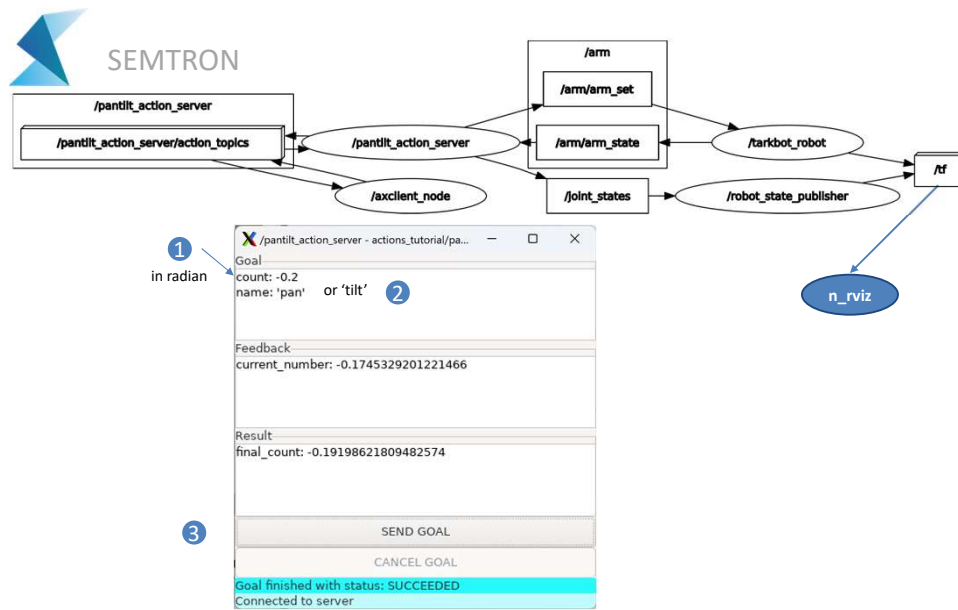 SEMTRON
/arm
/arm/arm_set
/pantilt_action_server
/pantilt_action_server/action_topics
/pantilt_action_server
/arm/arm_state
/tarkbot_robot
/tf
/axclient_node
/joint_states
/robot_state_publisher
/pantilt_action_server - actions_tutorial/pa...
1
in radian
Goal
count: -0.2
name: 'pan'
or ‘tilt’
2
n_rviz
Feedback
current_number: -0.1745329201221466
Result
final_count: -0.19198621809482574
3
SEND GOAL
CANCEL GOAL
Goal finished with status: SUCCEEDED
Connected to server